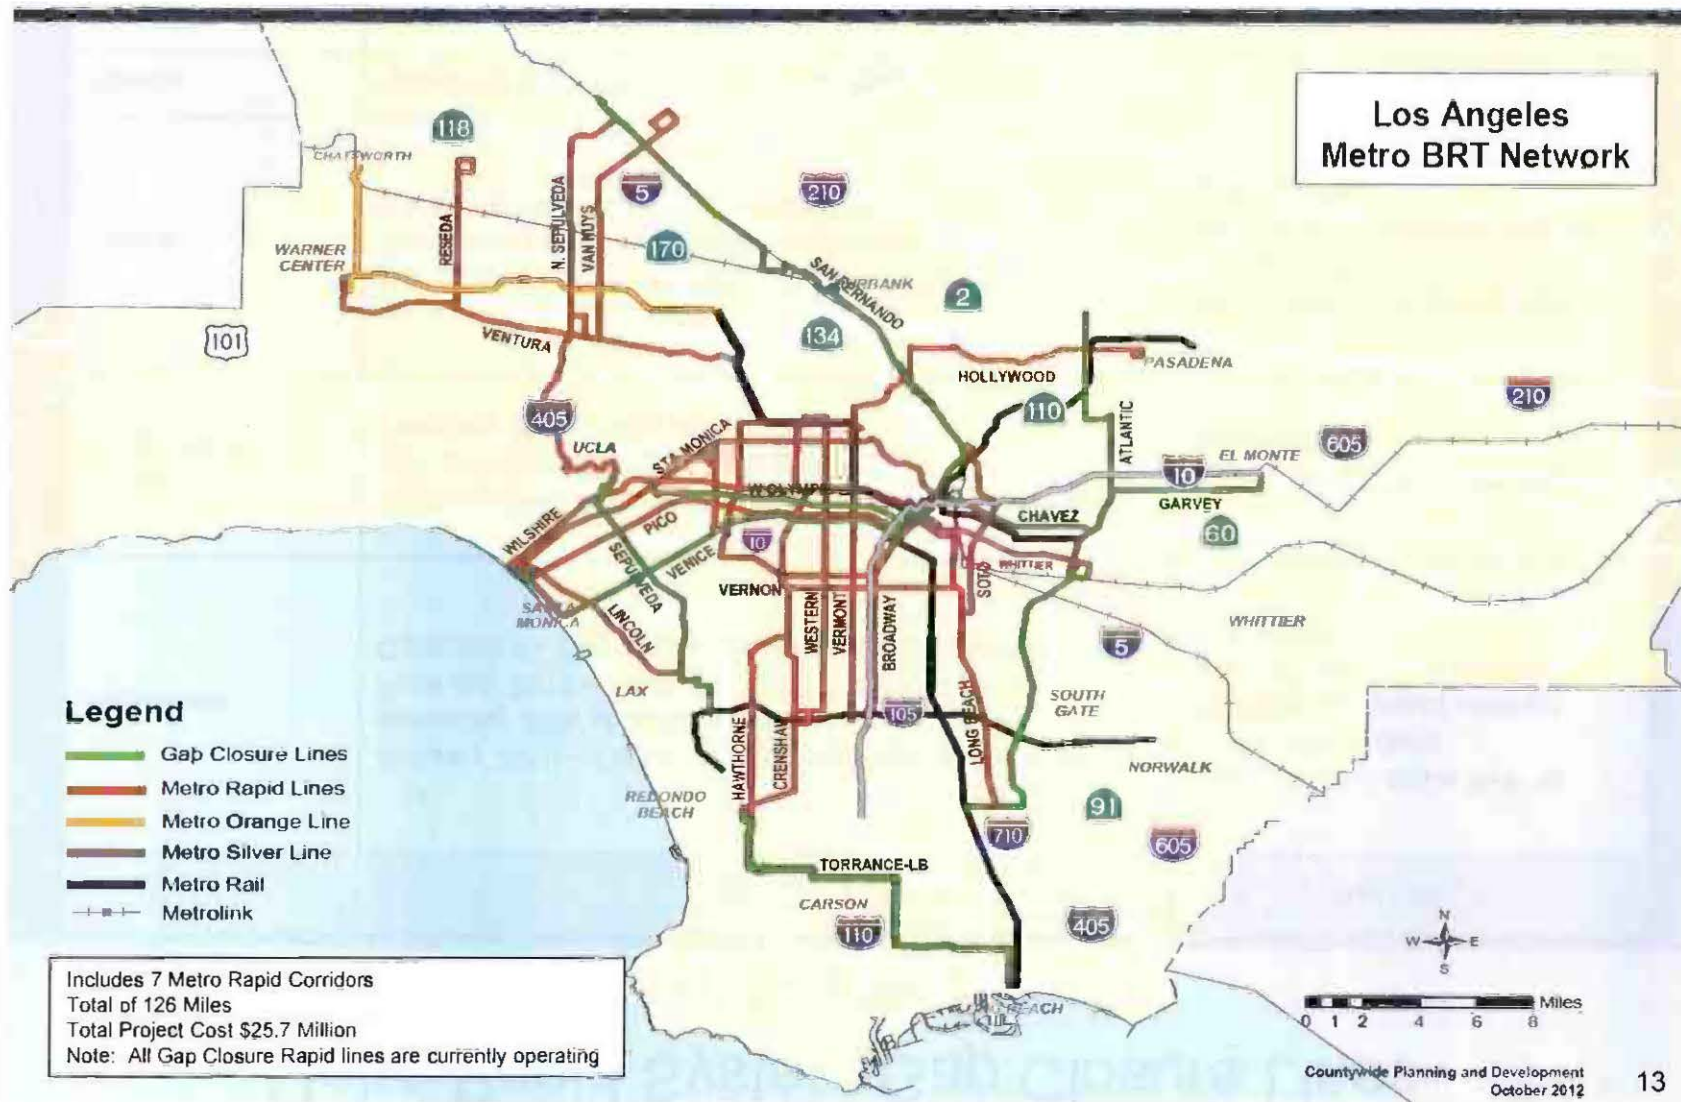 Los Angeles
Metro BRT Network
118
CHATSWORTH
5
210
N. SEPULVEDA
VAN NUYS
RESEDA
170
WARNER
CENTER
SAN FERNANDO
BURBANK
2
101
134
VENTURA
HOLLYWOOD
PASADENA
405
110
210
UCLA
STA MONICA
ATLANTIC
605
EL MONTE
10
W OLYMPIC
GARVEY
WILSHIRE
PICO
CHAVEZ
60
10
SEPULVEDA
VENICE
WHITTIER
VERNON
SOTO
SANTA
MONICA
LINCOLN
WESTERN
VERMONT
BROADWAY
WHITTIER
5
LAX
SOUTH
GATE
105
LONG BEACH
HAWTHORNE
CRENSHAW
NORWALK
REDONDO
BEACH
91
710
605
TORRANCE-LB
CARSON
110
405
BEACH
Legend
Gap Closure Lines
Metro Rapid Lines
Metro Orange Line
Metro Silver Line
Metro Rail
Metrolink
Includes 7 Metro Rapid Corridors
Total of 126 Miles
Total Project Cost $25.7 Million
Note: All Gap Closure Rapid lines are currently operating
N
W E
S
Miles
0 1 2 4 6 8
Countywide Planning and Development
October 2012
13